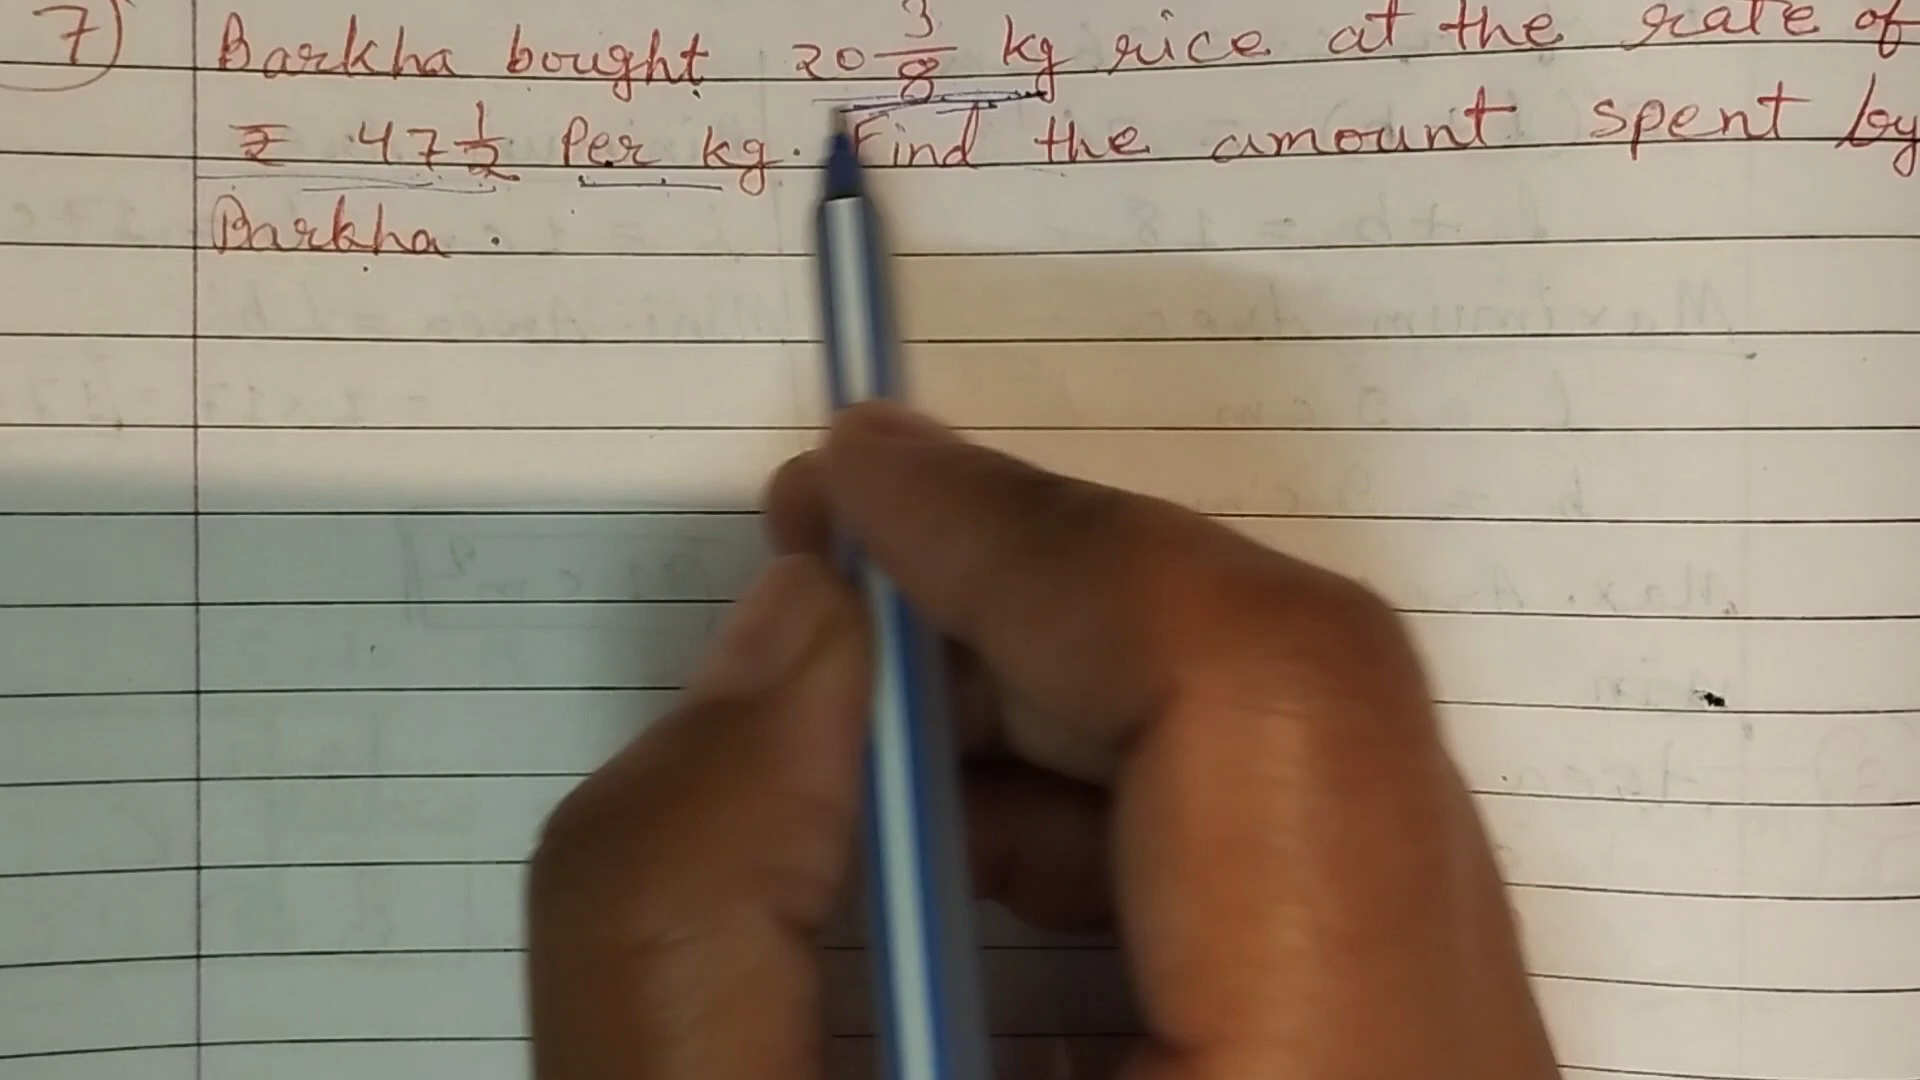 7) Barkha bought 20 3/8 kg rice at the rate of
₹ 47 1/2 Per kg. Find the amount spent by
Barkha.